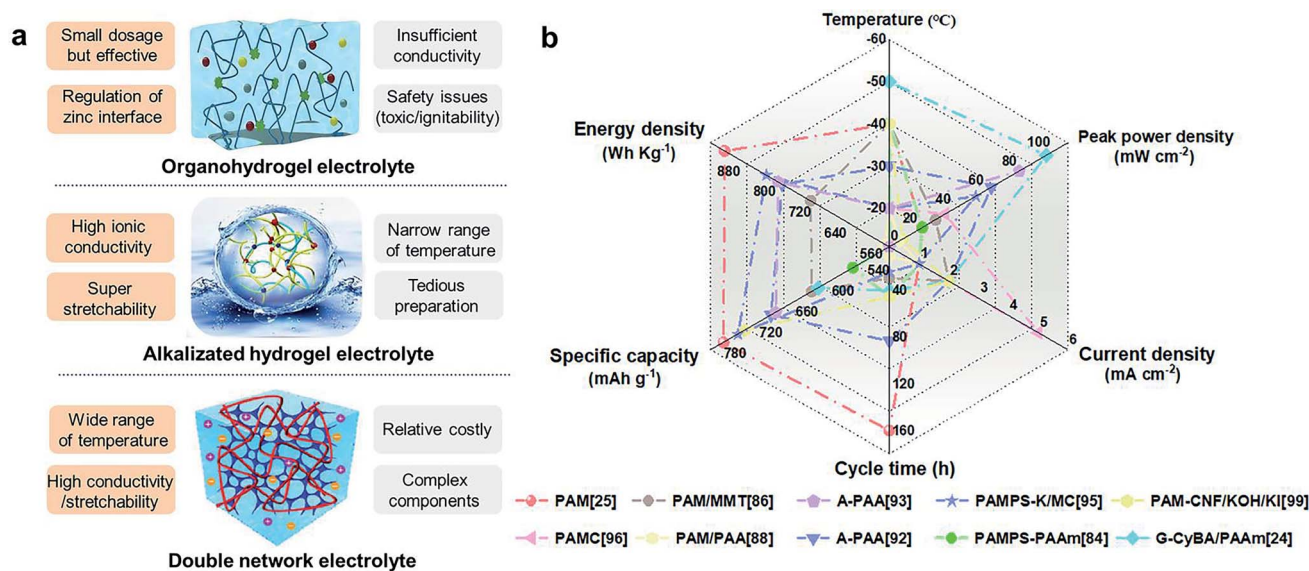 a
Small dosage
but effective
Insufficient
conductivity
Regulation of
zinc interface
Safety issues
(toxic/ignitability)
Organohydrogel electrolyte
High ionic
conductivity
Narrow range
of temperature
Super
stretchability
Tedious
preparation
Alkalizated hydrogel electrolyte
Wide range
of temperature
Relative costly
High conductivity
/stretchability
Complex
components
Double network electrolyte
b
Temperature (°C)
-60
-50
-40
-30
-20
Peak power density
(mW cm-2)
100
80
60
40
20
0
Current density
(mA cm-2)
1
2
3
4
5
6
Cycle time (h)
40
80
120
160
Specific capacity
(mAh g-1)
540
600
660
720
780
Energy density
(Wh Kg-1)
560
640
720
800
880
PAM[25]
PAM/MMT[86]
A-PAA[93]
PAMPS-K/MC[95]
PAM-CNF/KOH/KI[99]
PAMC[96]
PAM/PAA[88]
A-PAA[92]
PAMPS-PAAm[84]
G-CyBA/PAAm[24]